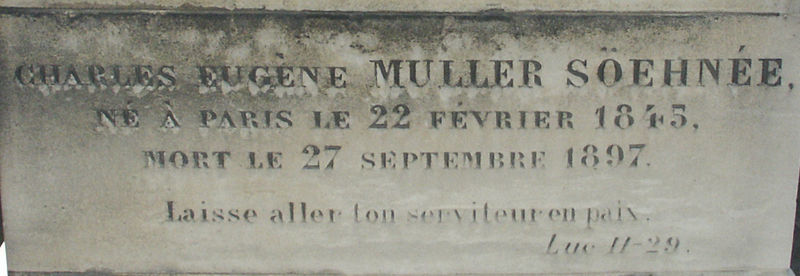 CHARLES EUGÈNE MULLER SÖEHNÉE,
NÉ À PARIS LE 22 FÉVRIER 1845,
MORT LE 27 SEPTEMBRE 1897.
Laisse aller ton serviteur en paix.
Luc II-29.